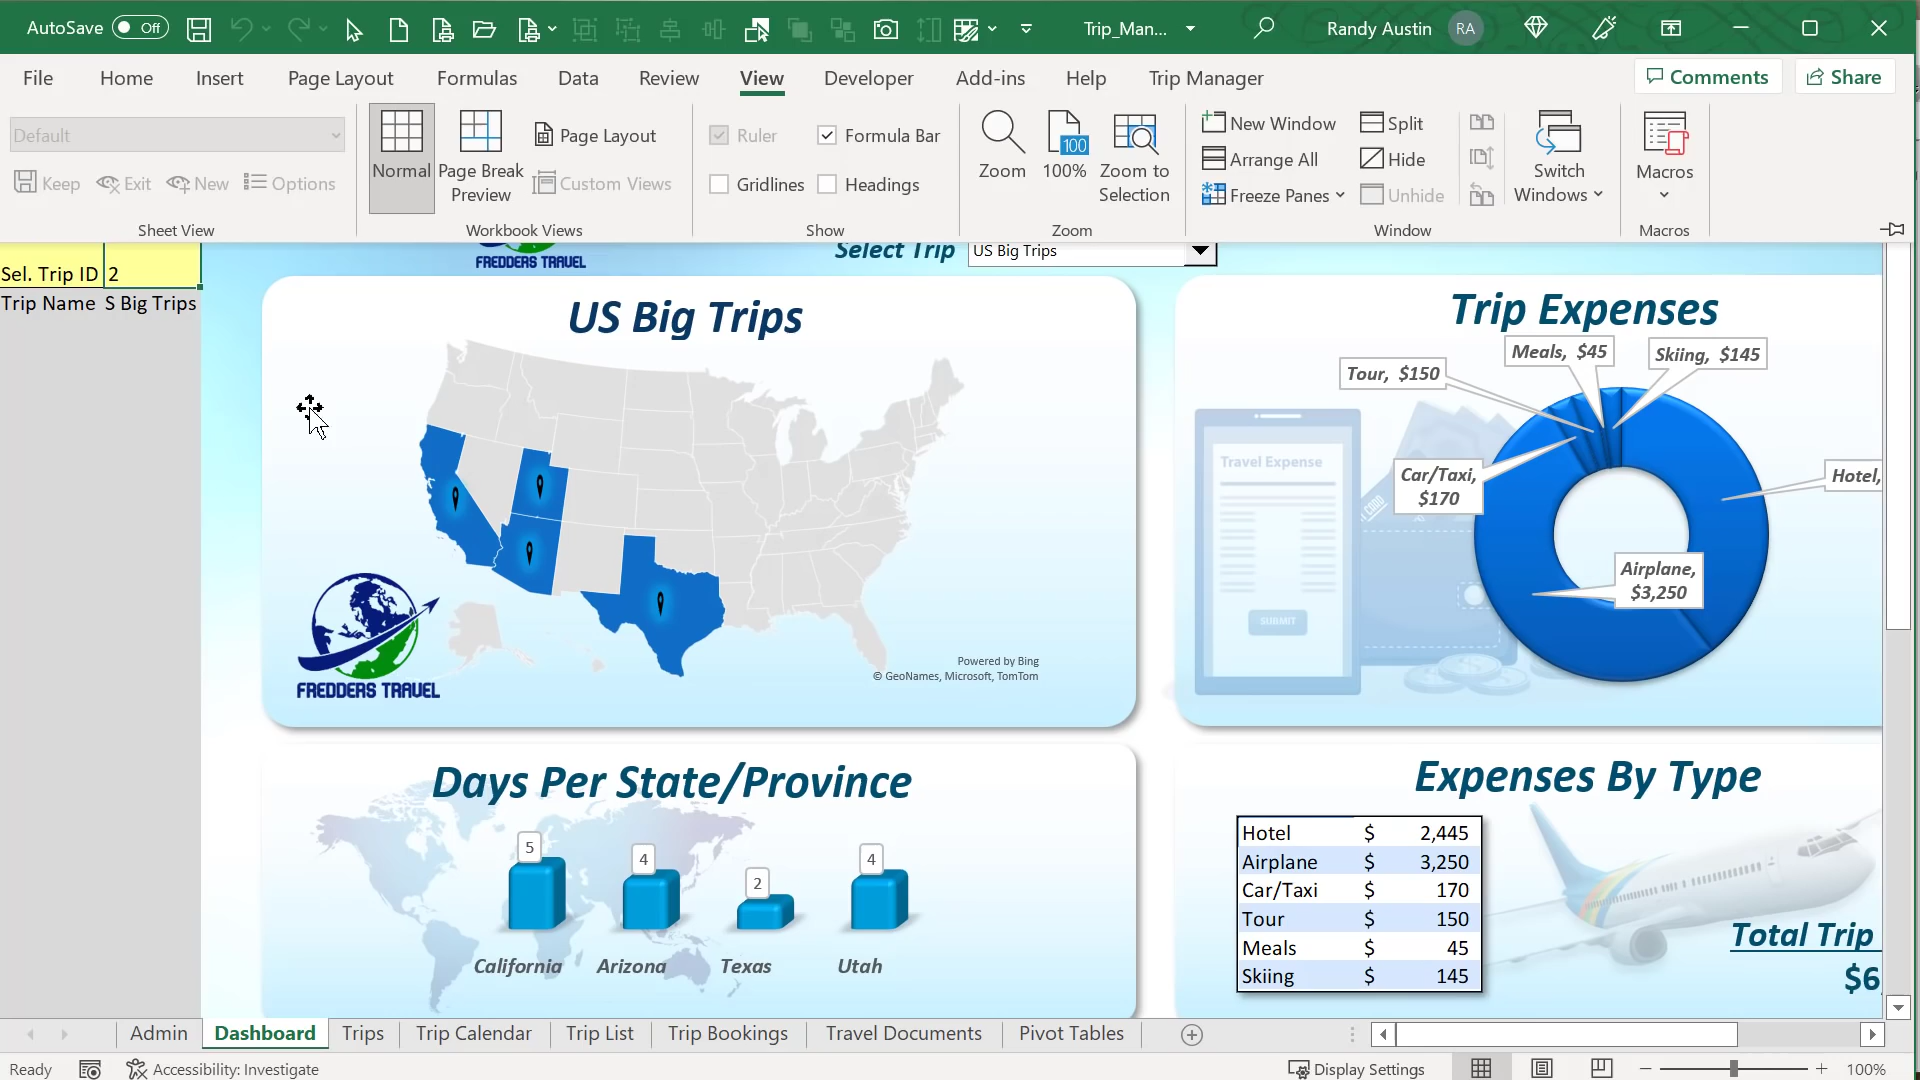 AutoSave Off Trip_Man... Randy Austin RA
File Home Insert Page Layout Formulas Data Review View Developer Add-ins Help Trip Manager Comments Share
Default
Keep Exit New Options
Sheet View
Normal
Page Break
Preview
Page Layout
Custom Views
Workbook Views
Ruler Formula Bar
Gridlines Headings
Show
Zoom
100
100%
Zoom to
Selection
Zoom
New Window
Arrange All
Freeze Panes
Split
Hide
Unhide
Switch
Windows
Window
Macros
Macros
Sel. Trip ID 2
Trip Name S Big Trips
FREDDERS TRAVEL
Select Trip US Big Trips
US Big Trips
FREDDERS TRAVEL
Powered by Bing
© GeoNames, Microsoft, TomTom
Trip Expenses
Meals, $45
Skiing, $145
Tour, $150
Car/Taxi,
$170
Hotel,
Airplane,
$3,250
Travel Expense
CARD
SUBMIT
Days Per State/Province
5 4 2 4
California Arizona Texas Utah
Expenses By Type
Hotel $ 2,445
Airplane $ 3,250
Car/Taxi $ 170
Tour $ 150
Meals $ 45
Skiing $ 145
Total Trip
$6
Admin Dashboard Trips Trip Calendar Trip List Trip Bookings Travel Documents Pivot Tables
Ready Accessibility: Investigate Display Settings 100%